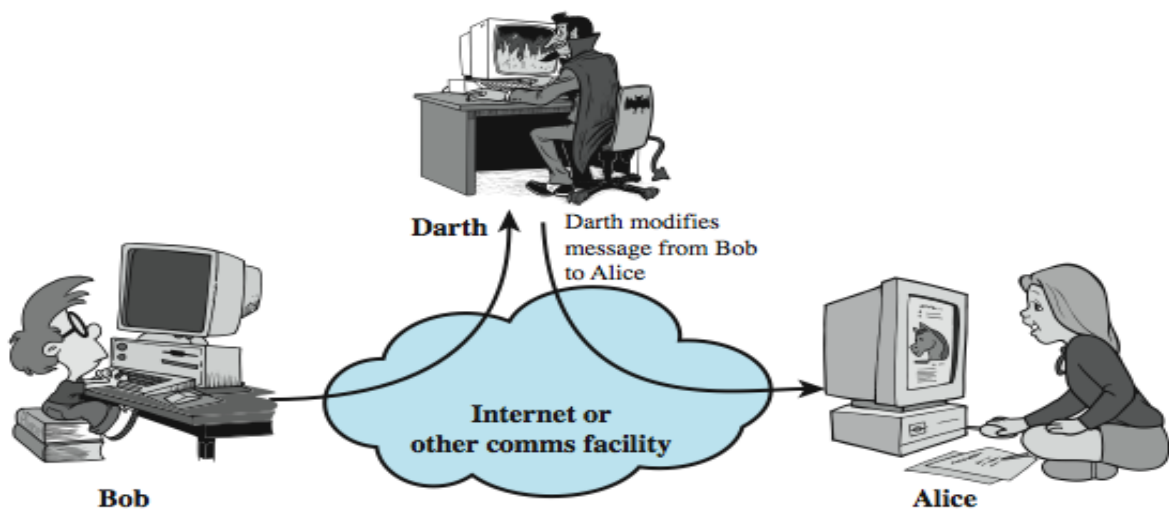 Darth
Darth modifies
message from Bob
to Alice
Internet or
other comms facility
Bob
Alice